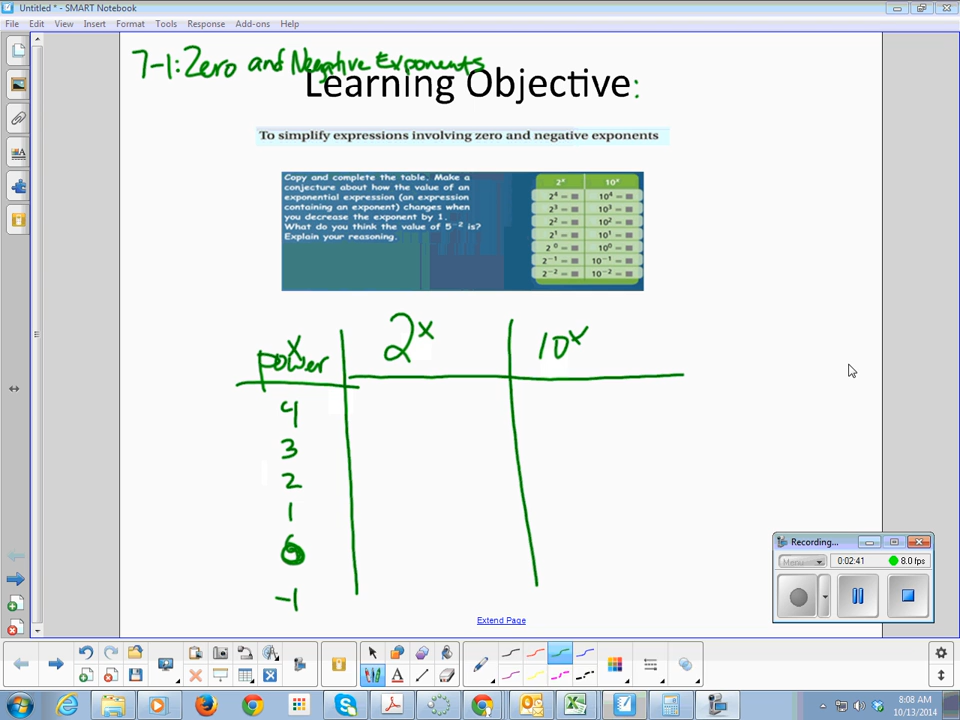 Untitled * - SMART Notebook
File Edit View Insert Format Tools Response Add-ons Help
7-1: Zero and Negative Exponents
Learning Objective:
To simplify expressions involving zero and negative exponents
Copy and complete the table. Make a
conjecture about how the value of an
exponential expression (an expression
containing an exponent) changes when
you decrease the exponent by 1.
What do you think the value of 5⁻² is?
Explain your reasoning.
2ˣ 10ˣ
2⁴ = ■ 10⁴ = ■
2³ = ■ 10³ = ■
2² = ■ 10² = ■
2¹ = ■ 10¹ = ■
2⁰ = ■ 10⁰ = ■
2⁻¹ = ■ 10⁻¹ = ■
2⁻² = ■ 10⁻² = ■
x
power 2ˣ 10ˣ
4
3
2
1
-1
Recording...
Menu 0:02:41 8.0 fps
Extend Page
8:08 AM
10/13/2014